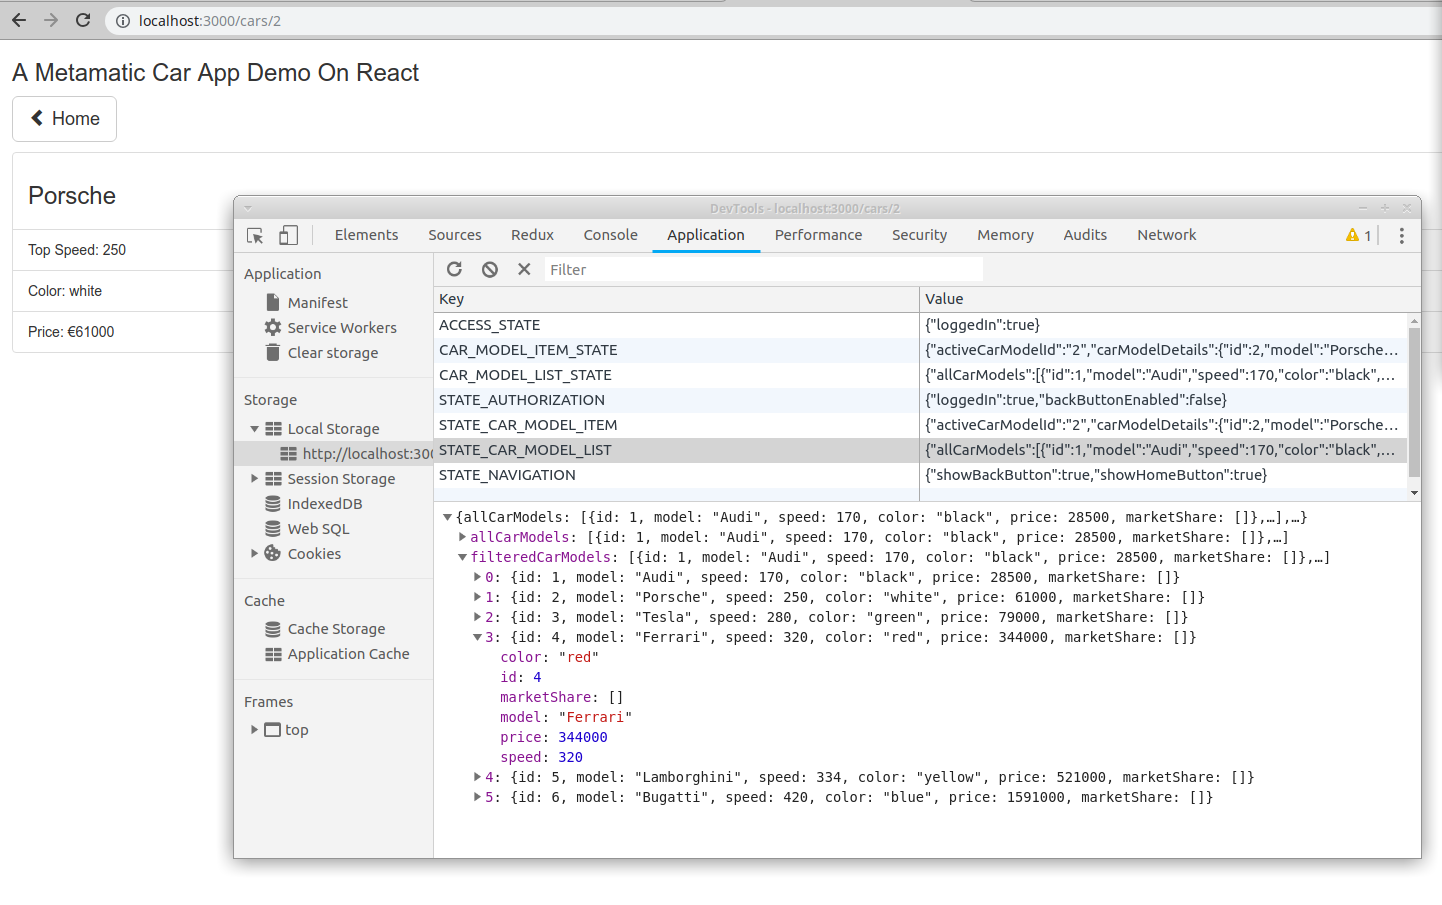 localhost:3000/cars/2
A Metamatic Car App Demo On React
Home
Porsche
Top Speed: 250
Color: white
Price: €61000
DevTools - localhost:3000/cars/2
Elements Sources Redux Console Application Performance Security Memory Audits Network 1
Application
Manifest
Service Workers
Clear storage
Storage
Local Storage
http://localhost:300
Session Storage
IndexedDB
Web SQL
Cookies
Cache
Cache Storage
Application Cache
Frames
top
Filter
Key Value
ACCESS_STATE {"loggedIn":true}
CAR_MODEL_ITEM_STATE {"activeCarModelId":"2","carModelDetails":{"id":2,"model":"Porsche…
CAR_MODEL_LIST_STATE {"allCarModels":[{"id":1,"model":"Audi","speed":170,"color":"black",…
STATE_AUTHORIZATION {"loggedIn":true,"backButtonEnabled":false}
STATE_CAR_MODEL_ITEM {"activeCarModelId":"2","carModelDetails":{"id":2,"model":"Porsche…
STATE_CAR_MODEL_LIST {"allCarModels":[{"id":1,"model":"Audi","speed":170,"color":"black",…
STATE_NAVIGATION {"showBackButton":true,"showHomeButton":true}
{allCarModels: [{id: 1, model: "Audi", speed: 170, color: "black", price: 28500, marketShare: []},…],…}
allCarModels: [{id: 1, model: "Audi", speed: 170, color: "black", price: 28500, marketShare: []},…]
filteredCarModels: [{id: 1, model: "Audi", speed: 170, color: "black", price: 28500, marketShare: []},…]
0: {id: 1, model: "Audi", speed: 170, color: "black", price: 28500, marketShare: []}
1: {id: 2, model: "Porsche", speed: 250, color: "white", price: 61000, marketShare: []}
2: {id: 3, model: "Tesla", speed: 280, color: "green", price: 79000, marketShare: []}
3: {id: 4, model: "Ferrari", speed: 320, color: "red", price: 344000, marketShare: []}
color: "red"
id: 4
marketShare: []
model: "Ferrari"
price: 344000
speed: 320
4: {id: 5, model: "Lamborghini", speed: 334, color: "yellow", price: 521000, marketShare: []}
5: {id: 6, model: "Bugatti", speed: 420, color: "blue", price: 1591000, marketShare: []}